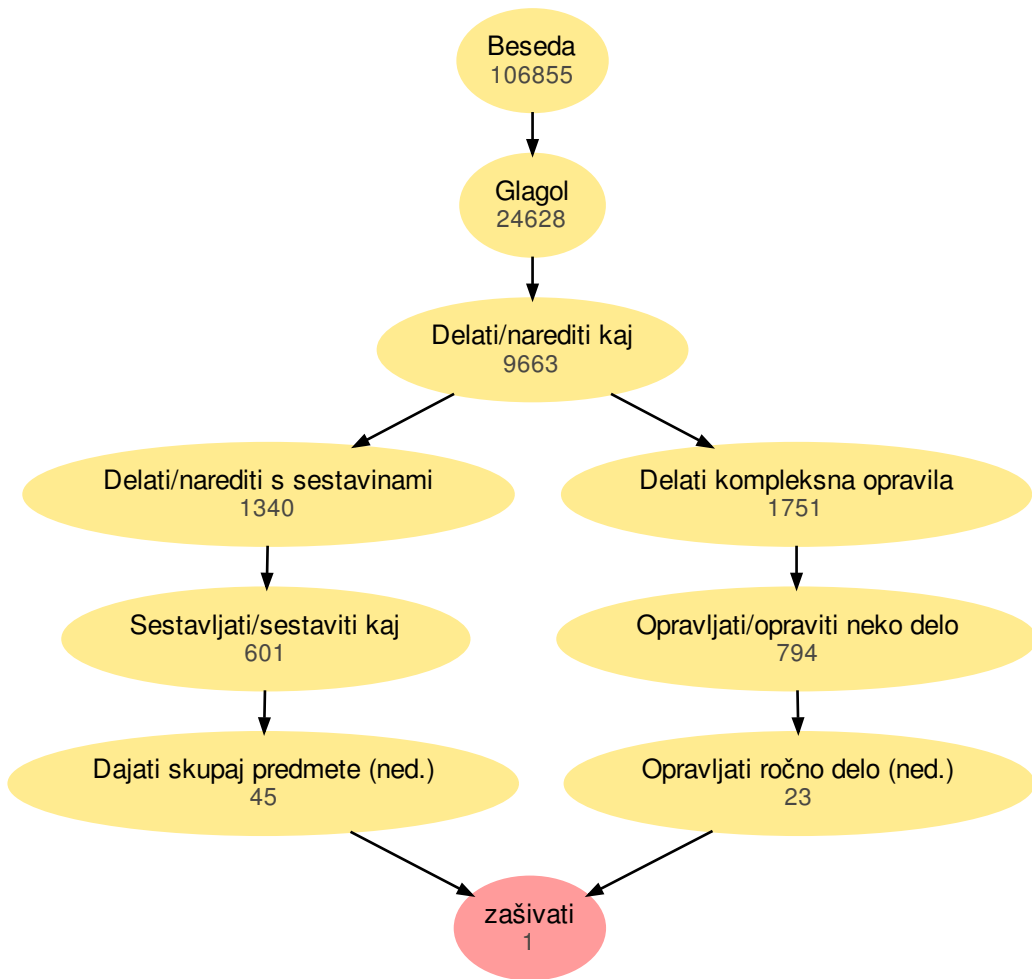 Beseda
106855
Glagol
24628
Delati/narediti kaj
9663
Delati/narediti s sestavinami
1340
Delati kompleksna opravila
1751
Sestavljati/sestaviti kaj
601
Opravljati/opraviti neko delo
794
Dajati skupaj predmete (ned.)
45
Opravljati ročno delo (ned.)
23
zašivati
1